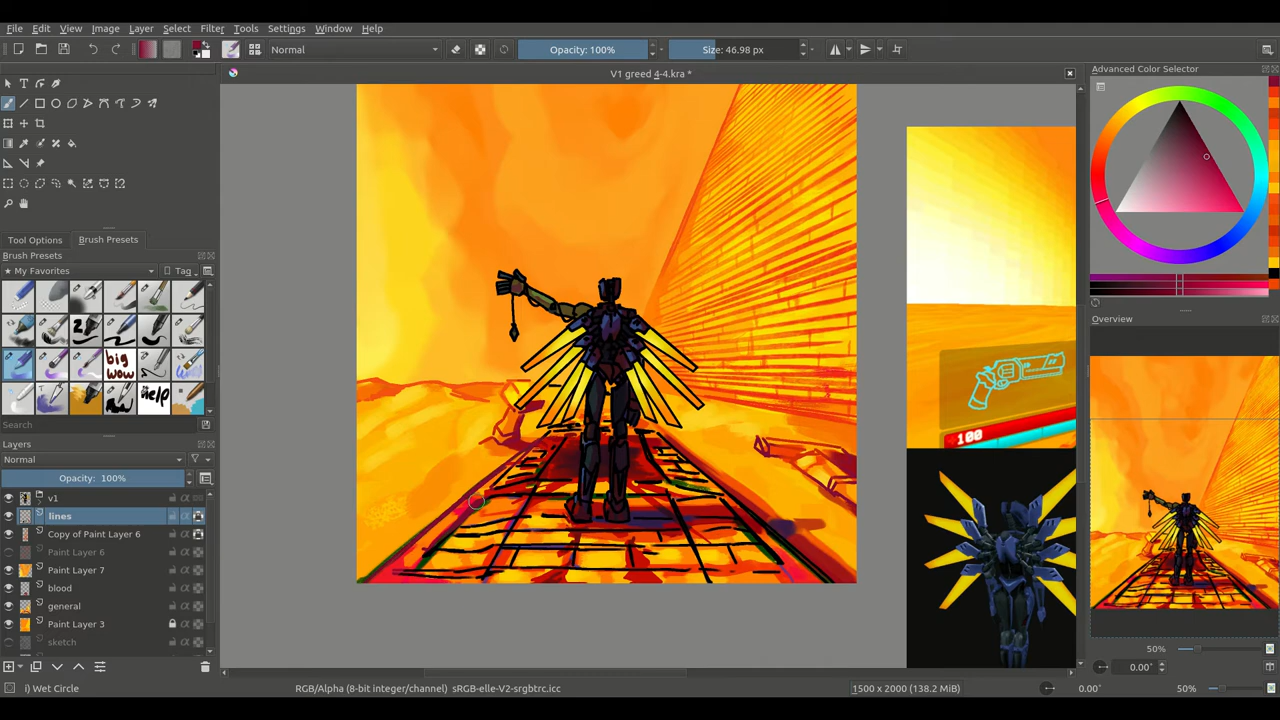 File Edit View Image Layer Select Filter Tools Settings Window Help
Normal Opacity: 100% Size: 46.98 px
V1 greed 4-4.kra *
Advanced Color Selector
Tool Options Brush Presets
Brush Presets
★ My Favorites Tag
2
big wow
help
Search
Layers
Normal
Opacity: 100%
v1
lines
Copy of Paint Layer 6
Paint Layer 6
Paint Layer 7
blood
general
Paint Layer 3
sketch
100
Overview
50%
0.00°
i) Wet Circle RGB/Alpha (8-bit integer/channel) sRGB-elle-V2-srgbtrc.icc 1500 x 2000 (138.2 MiB) 0.00° 50%